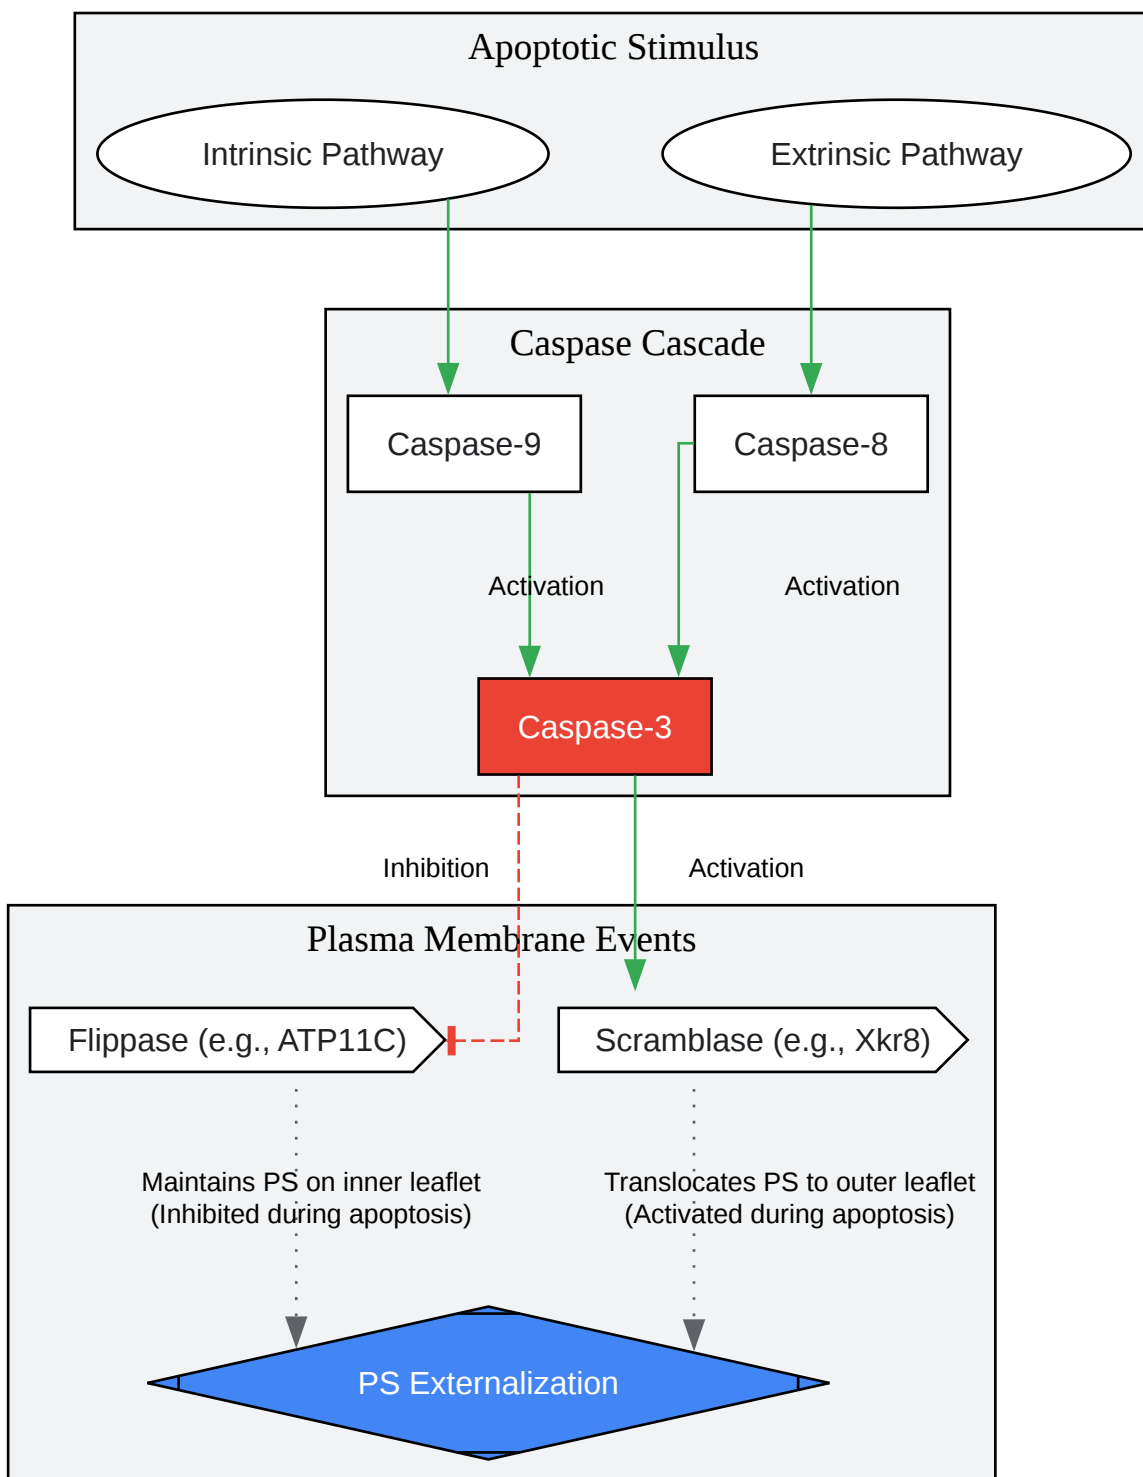 Apoptotic Stimulus
Intrinsic Pathway
Extrinsic Pathway
Caspase Cascade
Caspase-9
Caspase-8
Activation
Activation
Caspase-3
Inhibition
Activation
Plasma Membrane Events
Flippase (e.g., ATP11C)
Scramblase (e.g., Xkr8)
Maintains PS on inner leaflet
(Inhibited during apoptosis)
Translocates PS to outer leaflet
(Activated during apoptosis)
PS Externalization